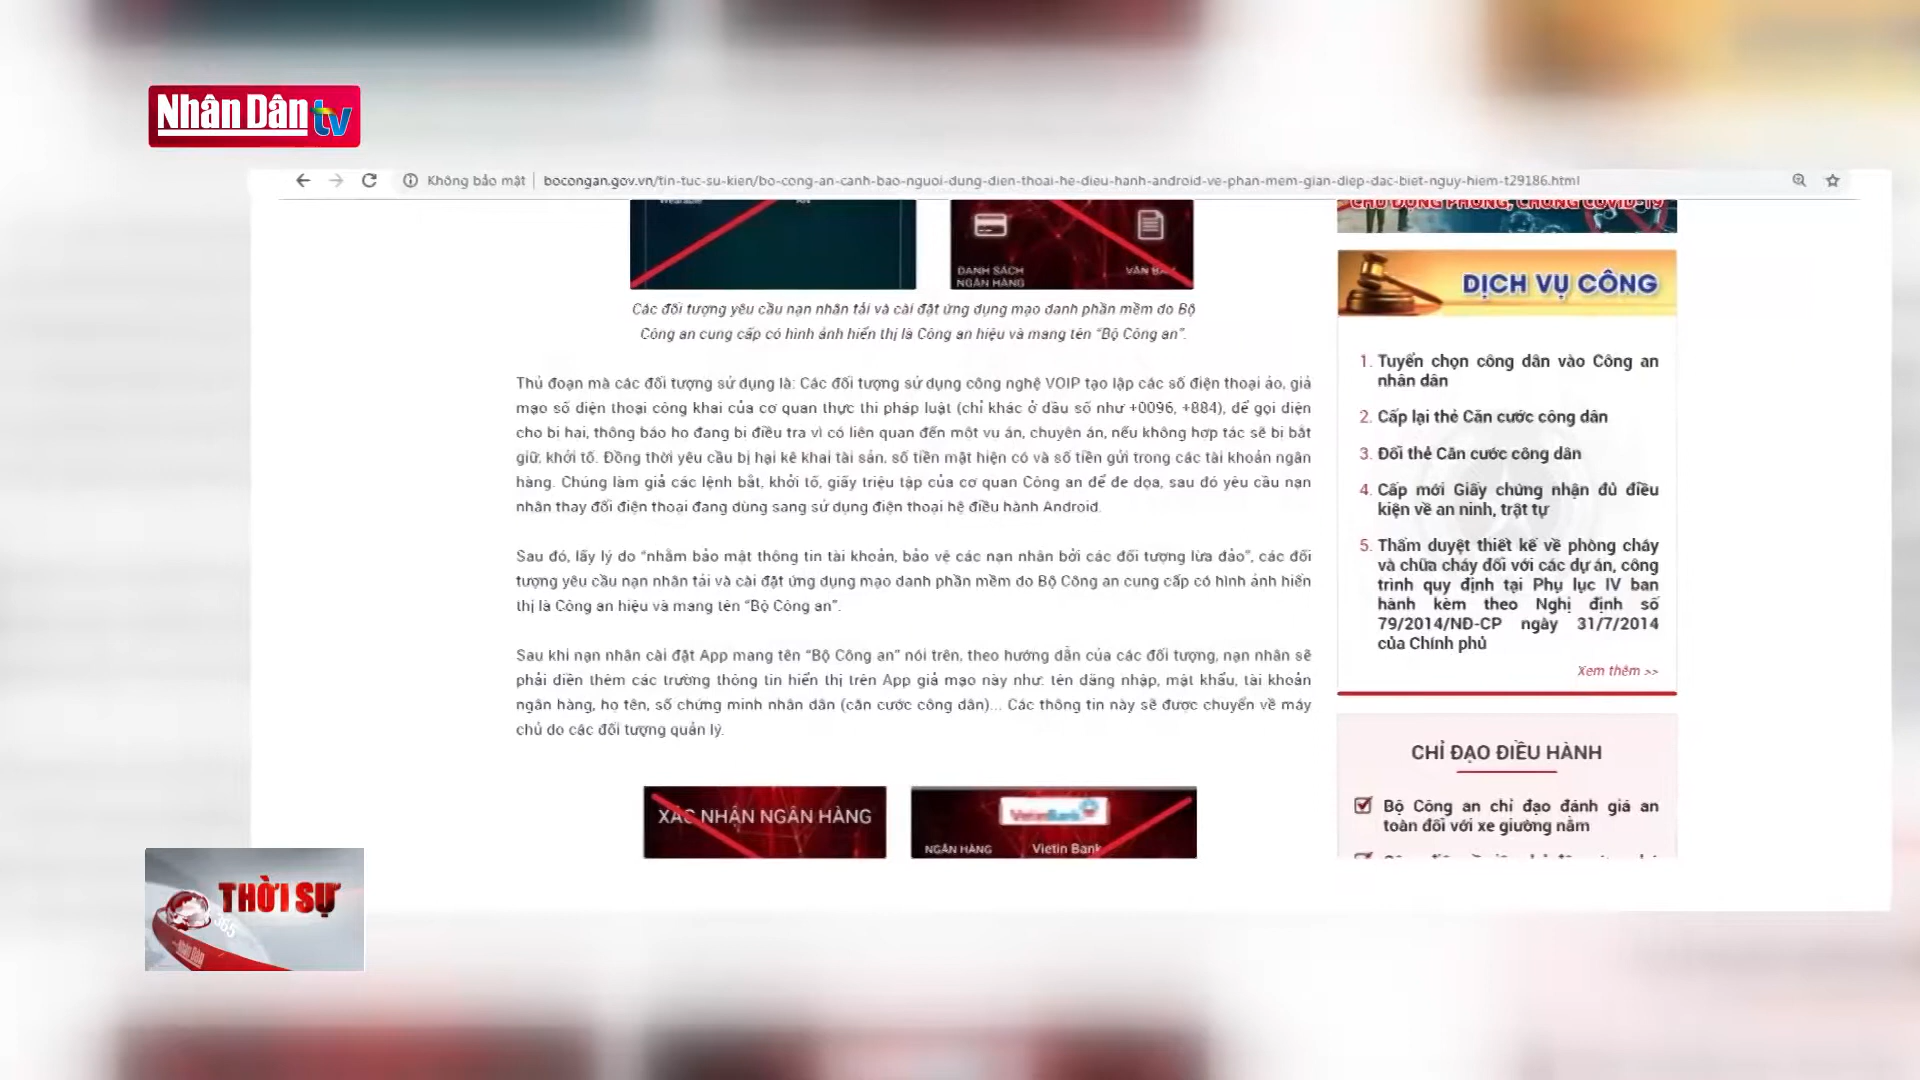 Nhân Dân tv
Không bảo mật | bocongan.gov.vn/tin-tuc-su-kien/bo-cong-an-canh-bao-nguoi-dung-dien-thoai-he-dieu-hanh-android-ve-phan-mem-gian-diep-dac-biet-nguy-hiem-t29186.html
CHỦ ĐỘNG PHÒNG, CHỐNG COVID-19
DANH SÁCH
NGÂN HÀNG
Các đối tượng yêu cầu nạn nhân tải và cài đặt ứng dụng mạo danh phần mềm do Bộ
Công an cung cấp có hình ảnh hiển thị là Công an hiệu và mang tên “Bộ Công an”.
Thủ đoạn mà các đối tượng sử dụng là: Các đối tượng sử dụng công nghệ VOIP tạo lập các số điện thoại ảo, giả
mạo số điện thoại công khai của cơ quan thực thi pháp luật (chỉ khác ở đầu số như +0096, +884), để gọi điện
cho bị hại, thông báo họ đang bị điều tra vì có liên quan đến một vụ án, chuyên án, nếu không hợp tác sẽ bị bắt
giữ, khởi tố. Đồng thời yêu cầu bị hại kê khai tài sản, số tiền mặt hiện có và số tiền gửi trong các tài khoản ngân
hàng. Chúng làm giả các lệnh bắt, khởi tố, giấy triệu tập của cơ quan Công an để đe dọa, sau đó yêu cầu nạn
nhân thay đổi điện thoại đang dùng sang sử dụng điện thoại hệ điều hành Android.
Sau đó, lấy lý do “nhằm bảo mật thông tin tài khoản, bảo vệ các nạn nhân bởi các đối tượng lừa đảo”, các đối
tượng yêu cầu nạn nhân tải và cài đặt ứng dụng mạo danh phần mềm do Bộ Công an cung cấp có hình ảnh hiển
thị là Công an hiệu và mang tên “Bộ Công an”.
Sau khi nạn nhân cài đặt App mang tên “Bộ Công an” nói trên, theo hướng dẫn của các đối tượng, nạn nhân sẽ
phải điền thêm các trường thông tin hiển thị trên App giả mạo này như: tên đăng nhập, mật khẩu, tài khoản
ngân hàng, họ tên, số chứng minh nhân dân (căn cước công dân)... Các thông tin này sẽ được chuyển về máy
chủ do các đối tượng quản lý.
XÁC NHẬN NGÂN HÀNG
VietinBank
NGÂN HÀNG Vietin Bank
DỊCH VỤ CÔNG
1. Tuyển chọn công dân vào Công an
nhân dân
2. Cấp lại thẻ Căn cước công dân
3. Đổi thẻ Căn cước công dân
4. Cấp mới Giấy chứng nhận đủ điều
kiện về an ninh, trật tự
5. Thẩm duyệt thiết kế về phòng cháy
và chữa cháy đối với các dự án, công
trình quy định tại Phụ lục IV ban
hành kèm theo Nghị định số
79/2014/NĐ-CP ngày 31/7/2014
của Chính phủ
Xem thêm >>
CHỈ ĐẠO ĐIỀU HÀNH
Bộ Công an chỉ đạo đánh giá an
toàn đối với xe giường nằm
THỜI SỰ
365
Nhân Dân